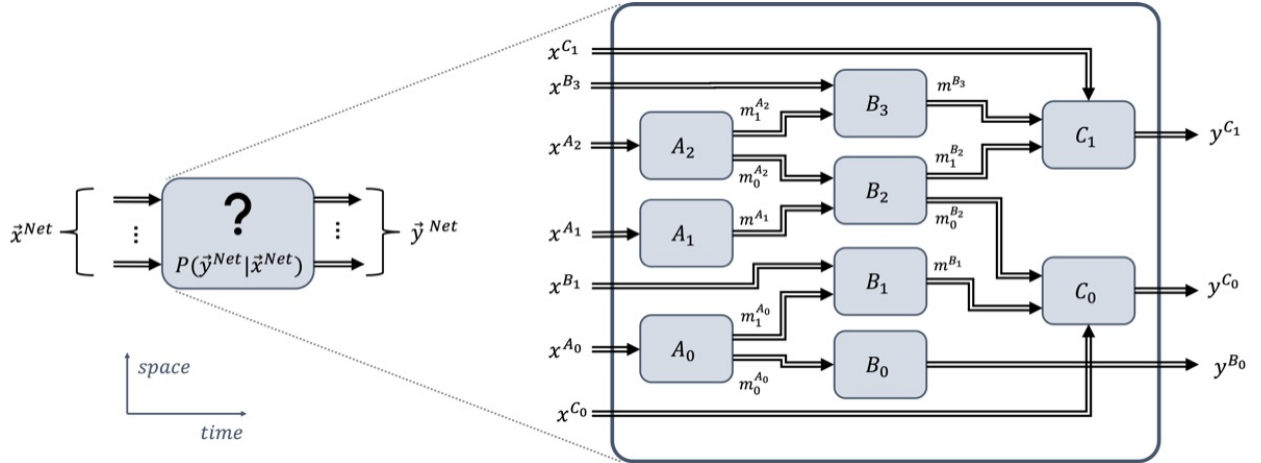 $\vec{x}^{Net}$
?
⋮
⋮
$P(\vec{y}^{Net}|\vec{x}^{Net})$
$\vec{y}^{\,Net}$
space
time
$x^{C_1}$
$x^{B_3}$
$x^{A_2}$
$x^{A_1}$
$x^{B_1}$
$x^{A_0}$
$x^{C_0}$
$A_2$
$A_1$
$A_0$
$m_1^{A_2}$
$m_0^{A_2}$
$m^{A_1}$
$m_1^{A_0}$
$m_0^{A_0}$
$B_3$
$B_2$
$B_1$
$B_0$
$m^{B_3}$
$m_1^{B_2}$
$m_0^{B_2}$
$m^{B_1}$
$C_1$
$C_0$
$y^{C_1}$
$y^{C_0}$
$y^{B_0}$